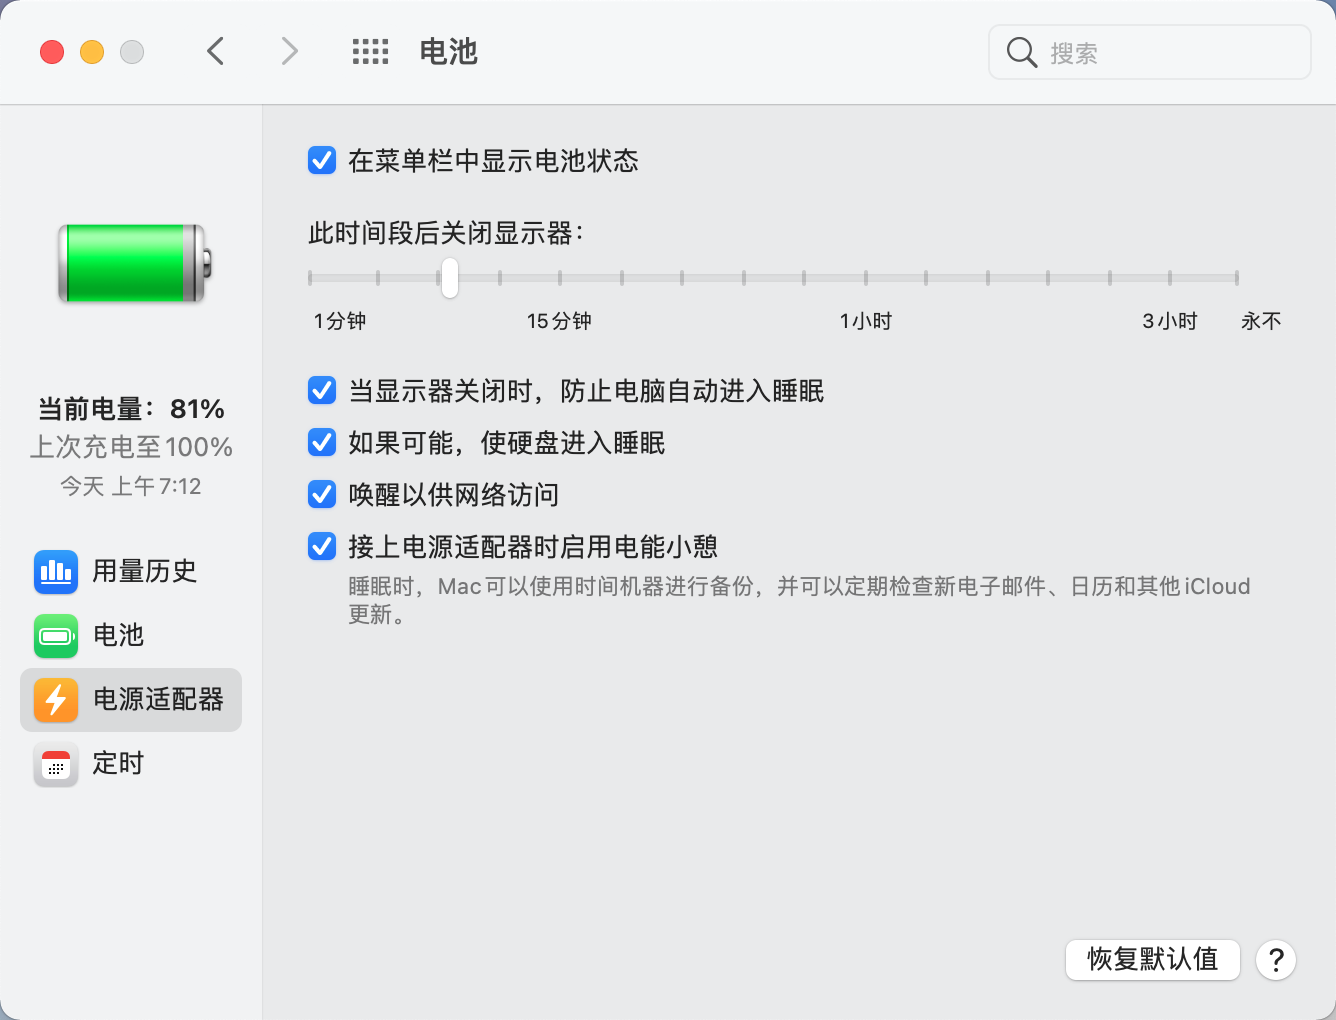 电池
搜索
在菜单栏中显示电池状态
此时间段后关闭显示器：
1分钟
15分钟
1小时
3小时
永不
当显示器关闭时，防止电脑自动进入睡眠
如果可能，使硬盘进入睡眠
唤醒以供网络访问
接上电源适配器时启用电能小憩
睡眠时，Mac可以使用时间机器进行备份，并可以定期检查新电子邮件、日历和其他iCloud
更新。
当前电量：81%
上次充电至100%
今天 上午7:12
用量历史
电池
电源适配器
定时
恢复默认值
?